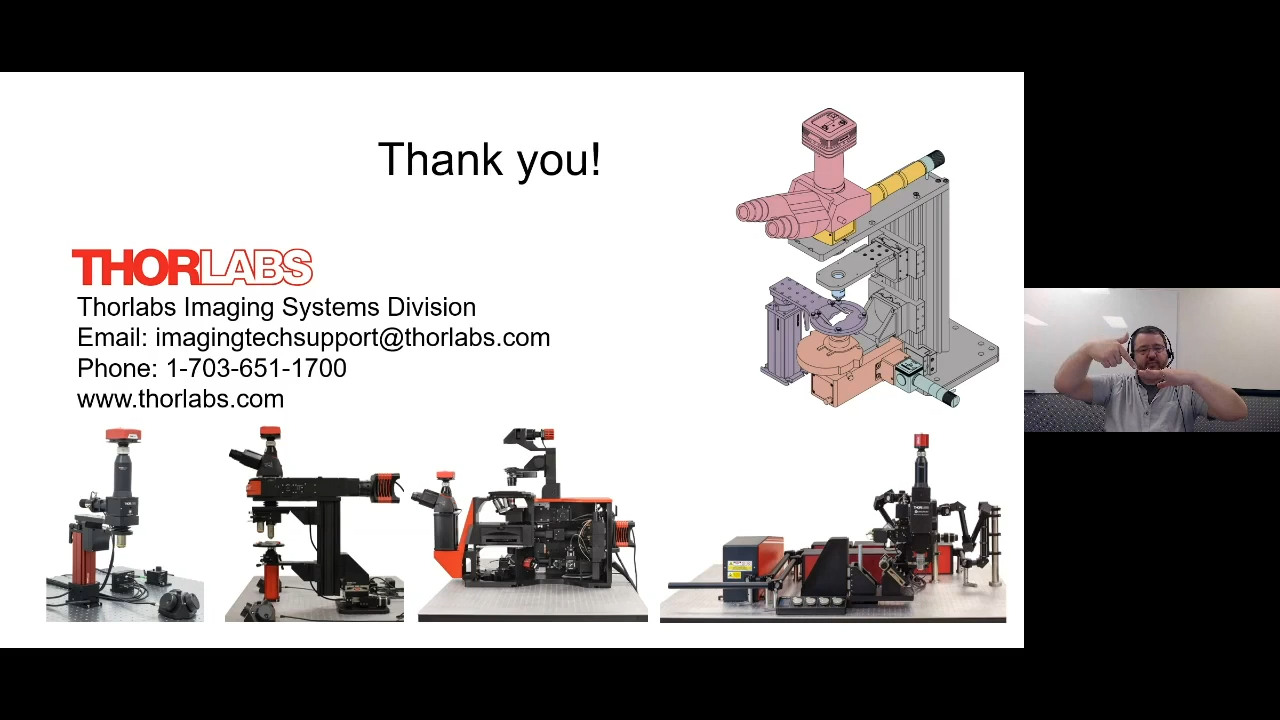 Thank you!
THORLABS
Thorlabs Imaging Systems Division
Email: imagingtechsupport@thorlabs.com
Phone: 1-703-651-1700
www.thorlabs.com